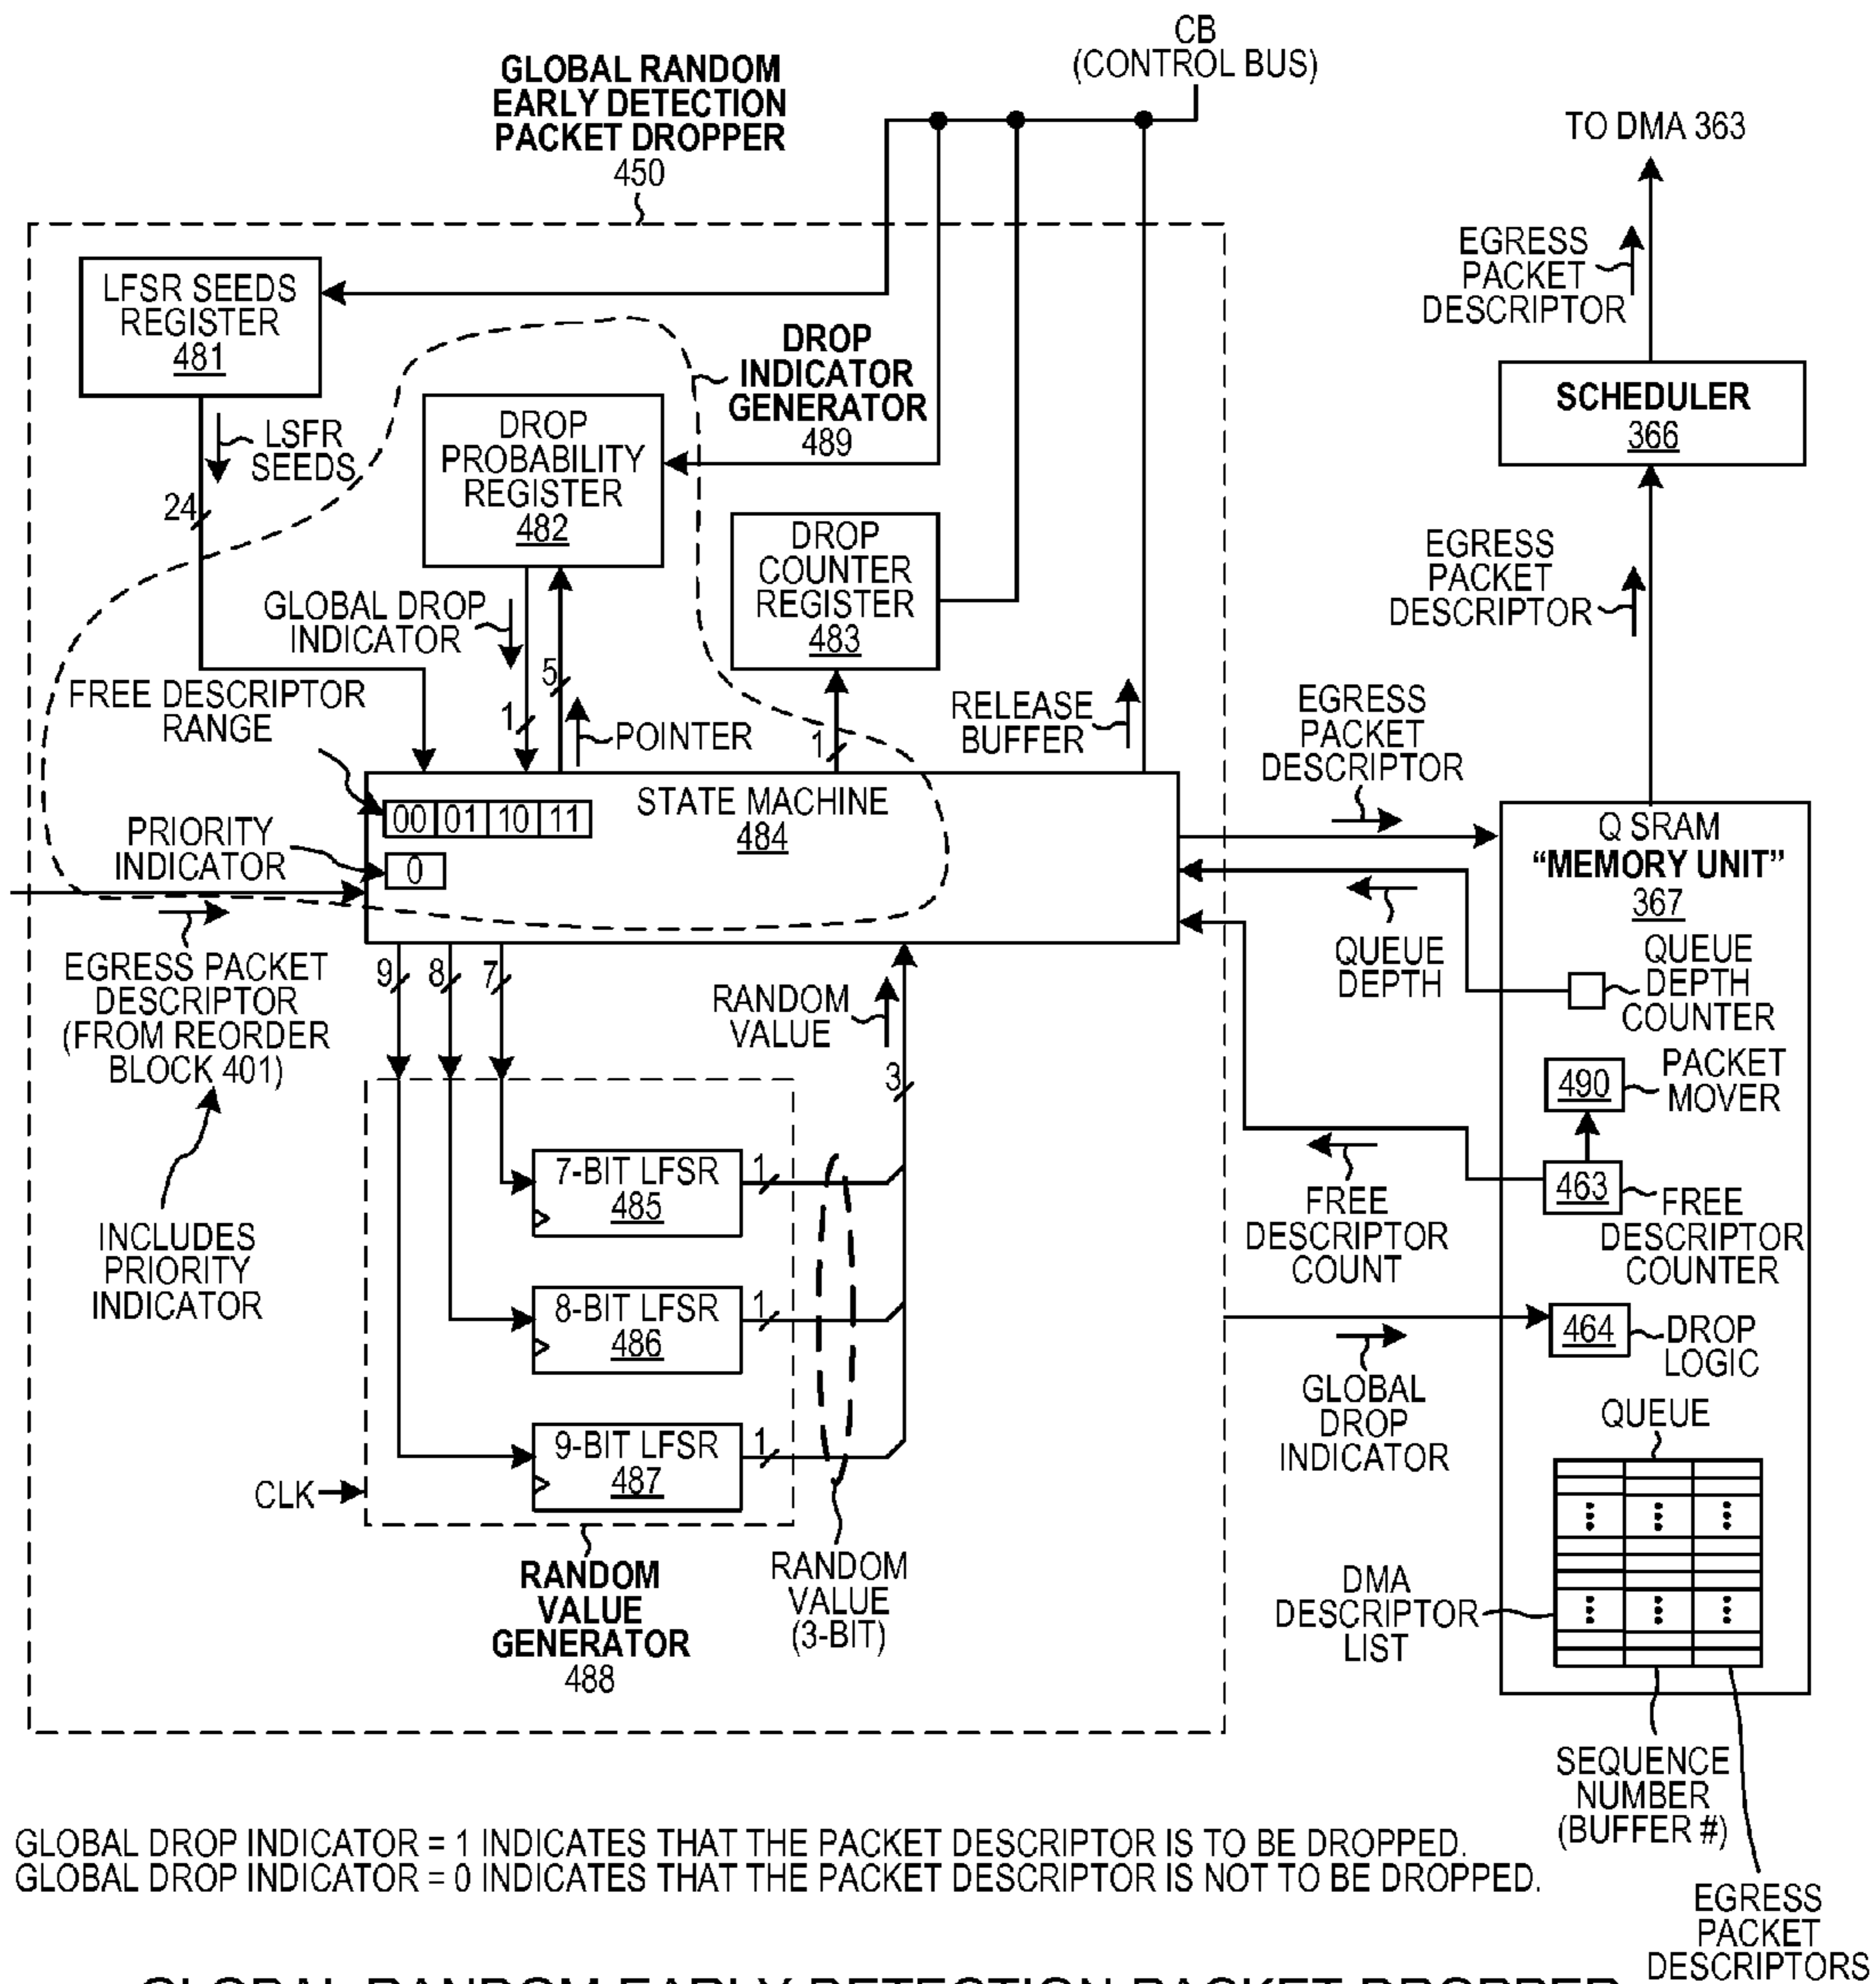 CB
(CONTROL BUS)
GLOBAL RANDOM
EARLY DETECTION
PACKET DROPPER
450
TO DMA 363
LFSR SEEDS
REGISTER
481
EGRESS
PACKET
DESCRIPTOR
DROP
INDICATOR
GENERATOR
489
SCHEDULER
366
DROP
PROBABILITY
REGISTER
482
LSFR
SEEDS
24
DROP
COUNTER
REGISTER
483
EGRESS
PACKET
DESCRIPTOR
GLOBAL DROP
INDICATOR
5
1
POINTER
1
FREE DESCRIPTOR
RANGE
RELEASE
BUFFER
EGRESS
PACKET
DESCRIPTOR
00 01 10 11
STATE MACHINE
484
PRIORITY
INDICATOR
0
Q SRAM
“MEMORY UNIT”
367
QUEUE
DEPTH
QUEUE
DEPTH
COUNTER
EGRESS PACKET
DESCRIPTOR
(FROM REORDER
BLOCK 401)
9 8 7
RANDOM
VALUE
3
490
PACKET
MOVER
7-BIT LFSR
485
1
463
FREE
DESCRIPTOR
COUNTER
FREE
DESCRIPTOR
COUNT
INCLUDES
PRIORITY
INDICATOR
8-BIT LFSR
486
1
464
DROP
LOGIC
GLOBAL
DROP
INDICATOR
QUEUE
9-BIT LFSR
487
1
CLK
RANDOM
VALUE
GENERATOR
488
RANDOM
VALUE
(3-BIT)
DMA
DESCRIPTOR
LIST
SEQUENCE
NUMBER
(BUFFER #)
EGRESS
PACKET
DESCRIPTORS
GLOBAL DROP INDICATOR = 1 INDICATES THAT THE PACKET DESCRIPTOR IS TO BE DROPPED.
GLOBAL DROP INDICATOR = 0 INDICATES THAT THE PACKET DESCRIPTOR IS NOT TO BE DROPPED.
GLOBAL RANDOM EARLY DETECTION PACKET DROPPER